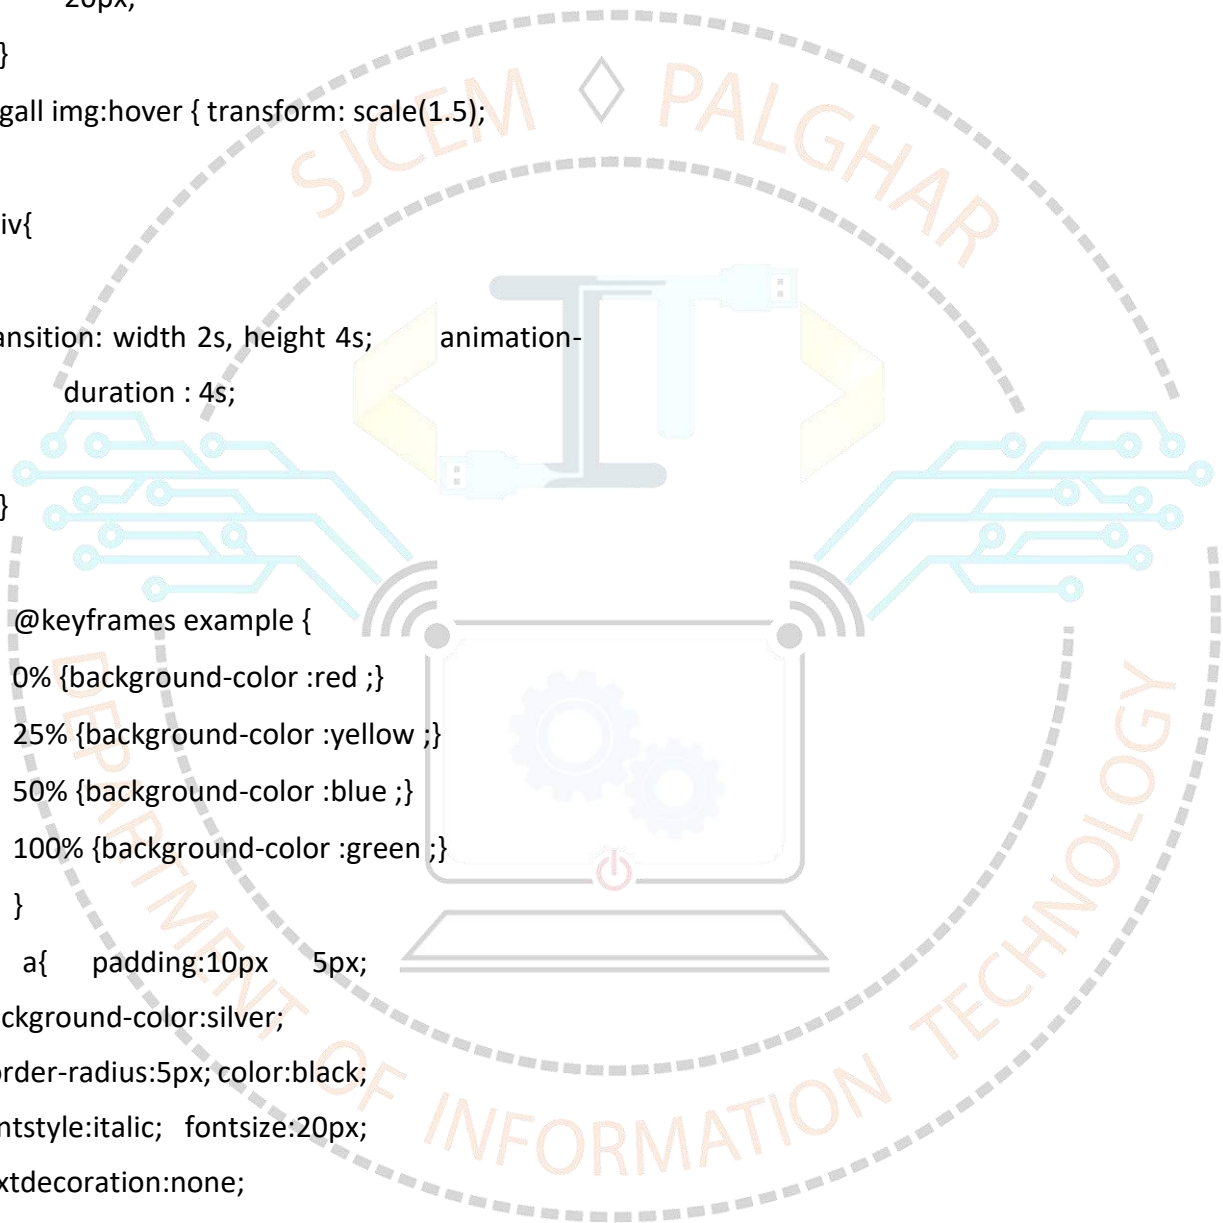 20px;
}
gall img:hover { transform: scale(1.5);
iv{
ansition: width 2s, height 4s; animation-
duration : 4s;
}
@keyframes example {
0% {background-color :red ;}
25% {background-color :yellow ;}
50% {background-color :blue ;}
100% {background-color :green ;}
}
a{ padding:10px 5px;
ckground-color:silver;
rder-radius:5px; color:black;
ntstyle:italic; fontsize:20px;
xtdecoration:none;
SJCEM ◇ PALGHAR
DEPARTMENT OF INFORMATION TECHNOLOGY